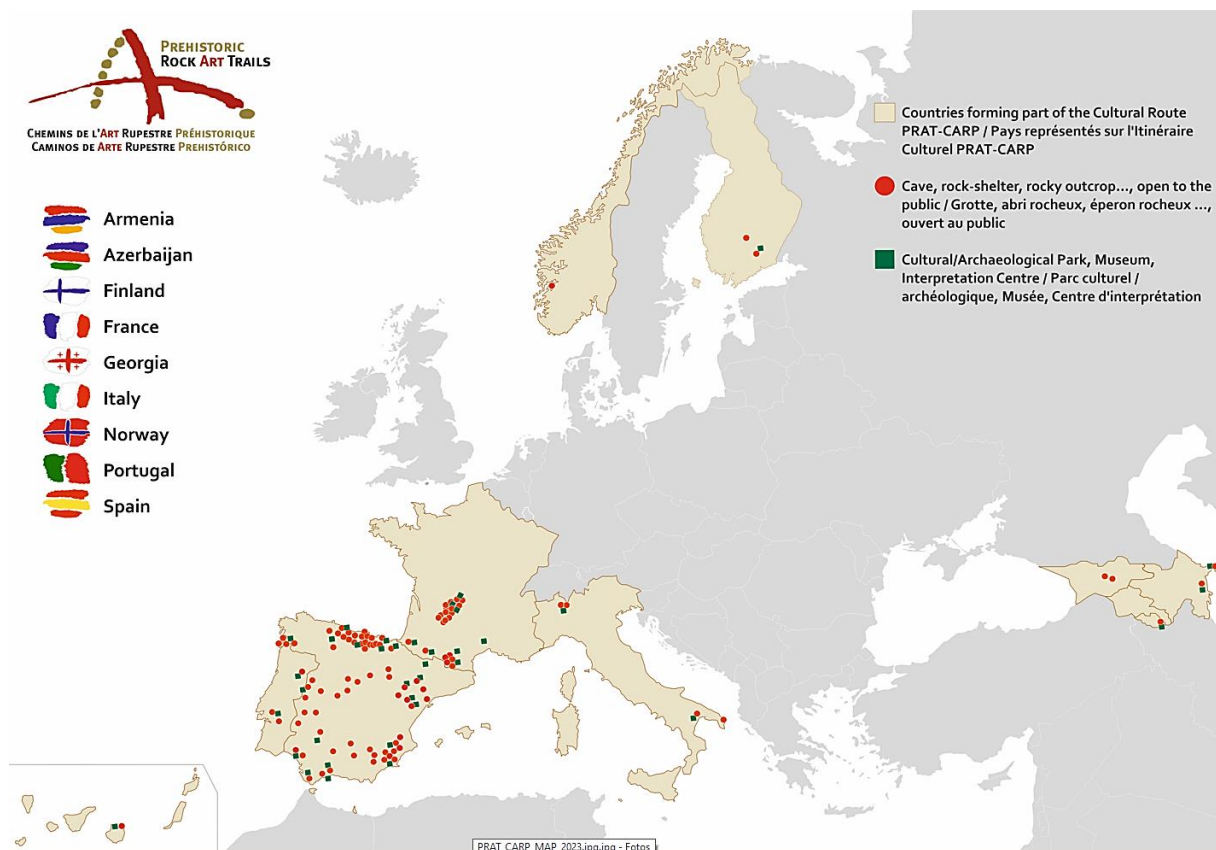 PREHISTORIC
ROCK ART TRAILS
CHEMINS DE L'ART RUPESTRE PRÉHISTORIQUE
CAMINOS DE ARTE RUPESTRE PREHISTÓRICO
Armenia
Azerbaijan
Finland
France
Georgia
Italy
Norway
Portugal
Spain
Countries forming part of the Cultural Route
PRAT-CARP / Pays représentés sur l'Itinéraire
Culturel PRAT-CARP
Cave, rock-shelter, rocky outcrop..., open to the
public / Grotte, abri rocheux, éperon rocheux ...,
ouvert au public
Cultural/Archaeological Park, Museum,
Interpretation Centre / Parc culturel /
archéologique, Musée, Centre d'interprétation
PRAT_CARP_MAP_2023.jpg.jpg - Fotos